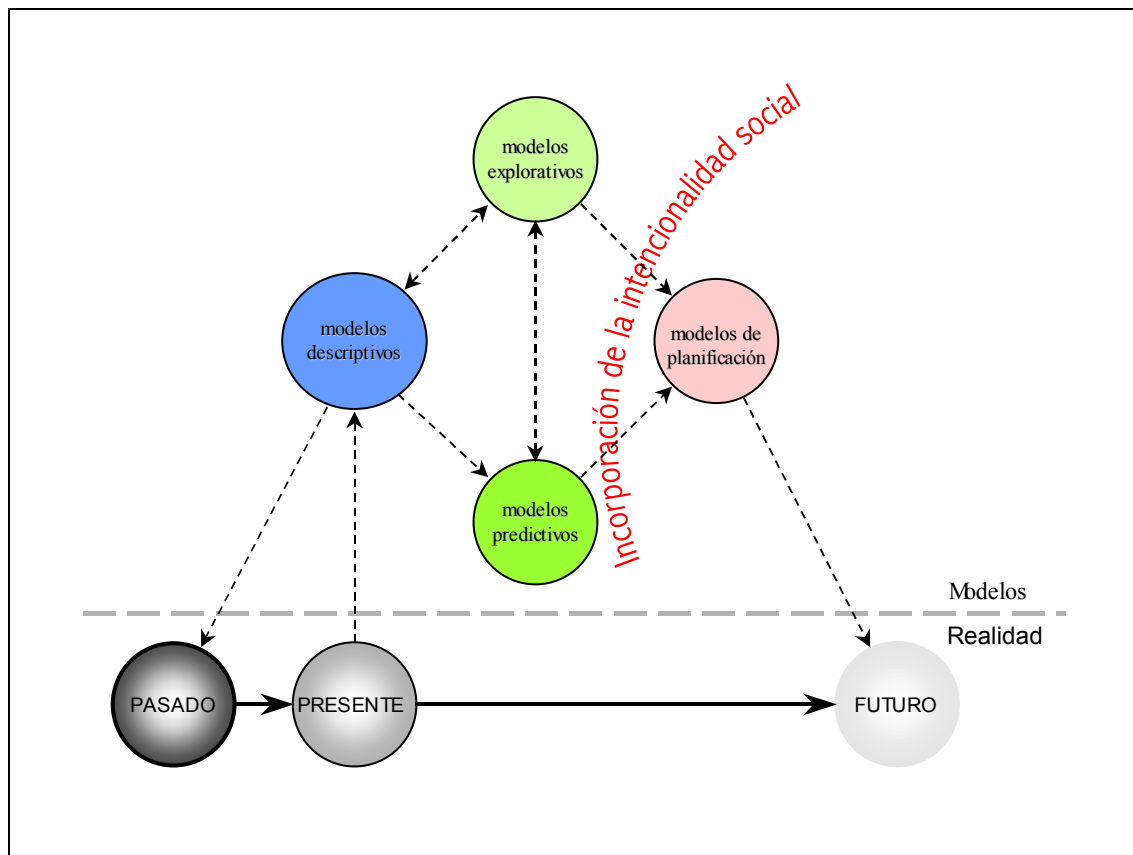 modelos
explorativos
Incorporación de la intencionalidad social
modelos
descriptivos
modelos de
planificación
modelos
predictivos
Modelos
Realidad
PASADO
PRESENTE
FUTURO